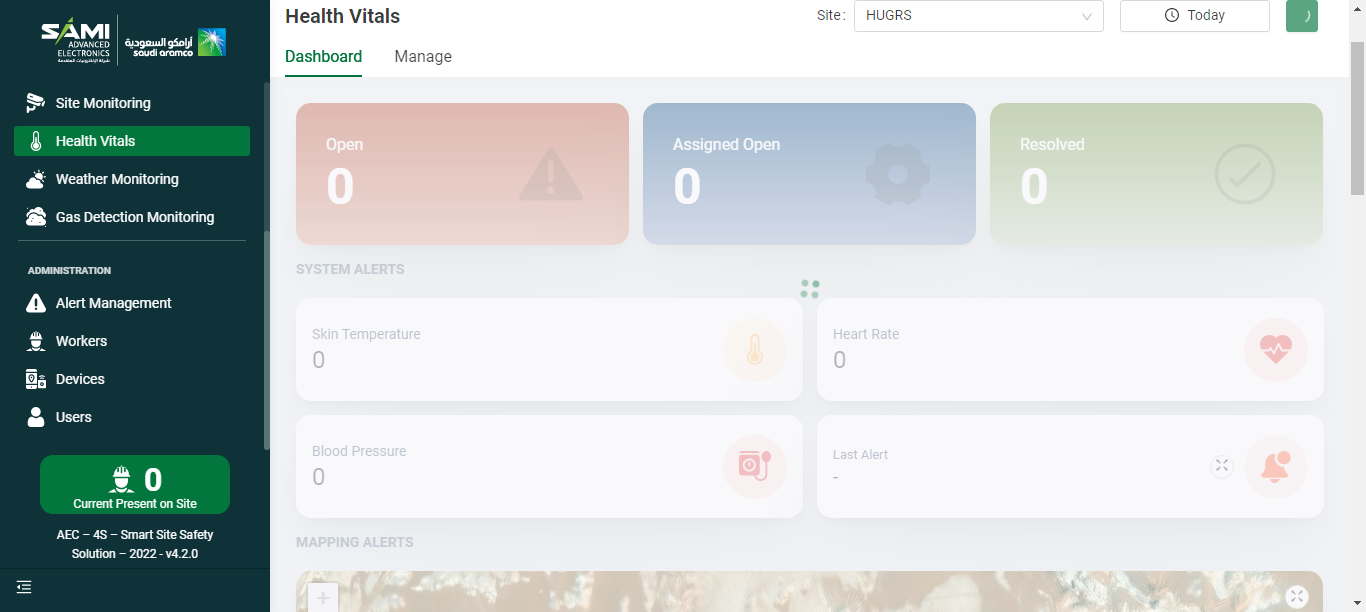 SAMI
ADVANCED
ELECTRONICS
شركة الإلكترونيات المتقدمة
أرامكو السعودية
saudi aramco
Site Monitoring
Health Vitals
Weather Monitoring
Gas Detection Monitoring
ADMINISTRATION
Alert Management
Workers
Devices
Users
0
Current Present on Site
AEC – 4S – Smart Site Safety
Solution – 2022 - v4.2.0
Health Vitals
Site :
HUGRS
Today
Dashboard
Manage
Open
0
Assigned Open
0
Resolved
0
SYSTEM ALERTS
Skin Temperature
0
Heart Rate
0
Blood Pressure
0
Last Alert
-
MAPPING ALERTS
+